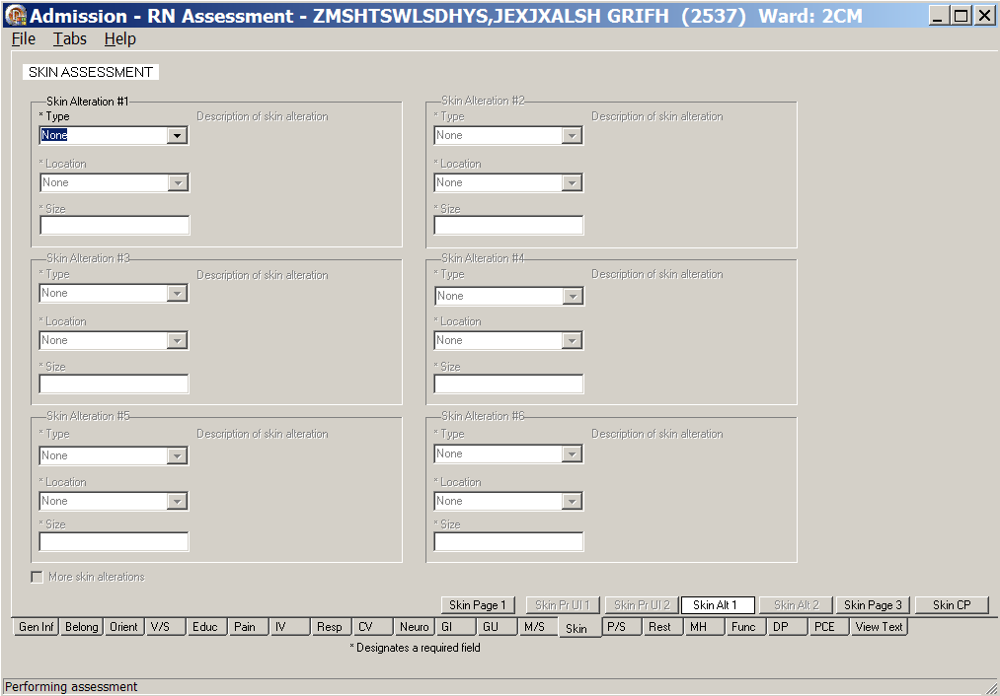 Admission - RN Assessment - ZMSHTSWLSDHYS,JEXJXALSH GRIFH (2537) Ward: 2CM
File Tabs Help
SKIN ASSESSMENT
Skin Alteration #1
* Type
Description of skin alteration
None
* Location
None
* Size
Skin Alteration #2
* Type
Description of skin alteration
None
* Location
None
* Size
Skin Alteration #3
* Type
Description of skin alteration
None
* Location
None
* Size
Skin Alteration #4
* Type
Description of skin alteration
None
* Location
None
* Size
Skin Alteration #5
* Type
Description of skin alteration
None
* Location
None
* Size
Skin Alteration #6
* Type
Description of skin alteration
None
* Location
None
* Size
More skin alterations
Skin Page 1 Skin Pr Ul 1 Skin Pr Ul 2 Skin Alt 1 Skin Alt 2 Skin Page 3 Skin CP
Gen Inf Belong Orient V/S Educ Pain IV Resp CV Neuro GI GU M/S Skin P/S Rest MH Func DP PCE View Text
* Designates a required field
Performing assessment